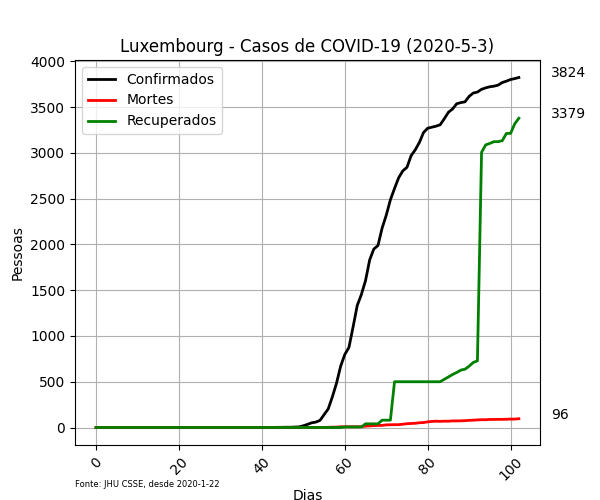 Luxembourg - Casos de COVID-19 (2020-5-3)
Confirmados
Mortes
Recuperados
3824
3379
96
Pessoas
4000
3500
3000
2500
2000
1500
1000
500
0
0 20 40 60 80 100
Fonte: JHU CSSE, desde 2020-1-22
Dias